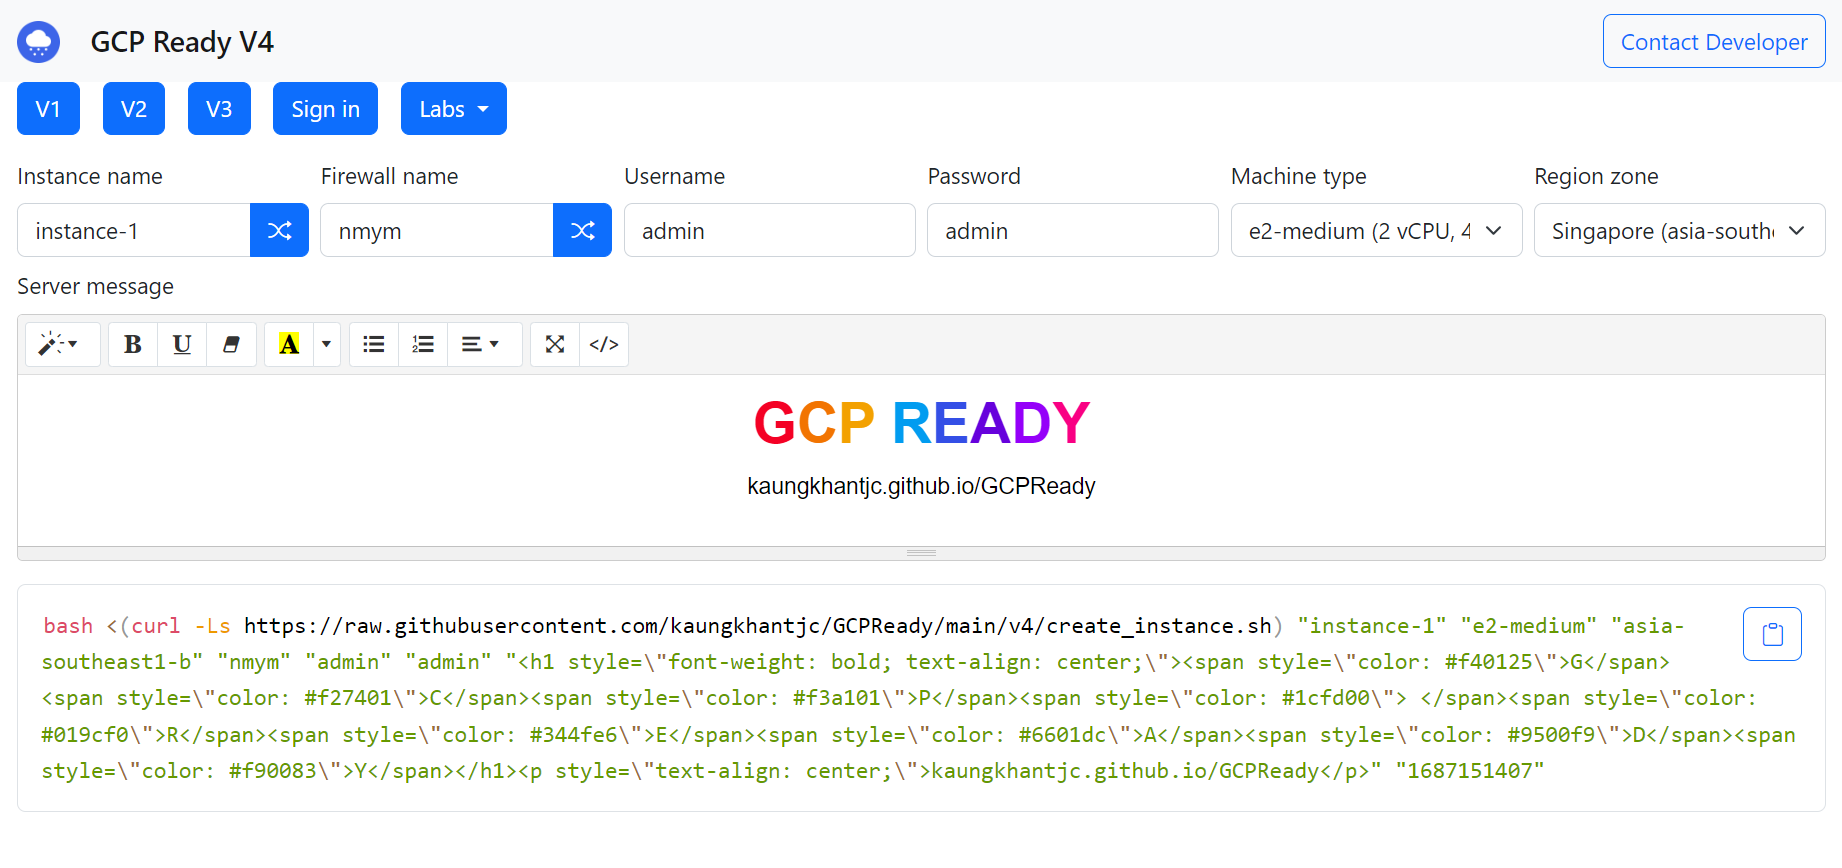 GCP Ready V4
Contact Developer
V1 V2 V3 Sign in Labs
Instance name Firewall name Username Password Machine type Region zone
instance-1 nmym admin admin e2-medium (2 vCPU, 4 Singapore (asia-south
Server message
B U A </>
GCP READY
kaungkhantjc.github.io/GCPReady
bash <(curl -Ls https://raw.githubusercontent.com/kaungkhantjc/GCPReady/main/v4/create_instance.sh) "instance-1" "e2-medium" "asia-
southeast1-b" "nmym" "admin" "admin" "<h1 style=\"font-weight: bold; text-align: center;\"><span style=\"color: #f40125\">G</span>
<span style=\"color: #f27401\">C</span><span style=\"color: #f3a101\">P</span><span style=\"color: #1cfd00\"> </span><span style=\"color:
#019cf0\">R</span><span style=\"color: #344fe6\">E</span><span style=\"color: #6601dc\">A</span><span style=\"color: #9500f9\">D</span><span
style=\"color: #f90083\">Y</span></h1><p style=\"text-align: center;\">kaungkhantjc.github.io/GCPReady</p>" "1687151407"